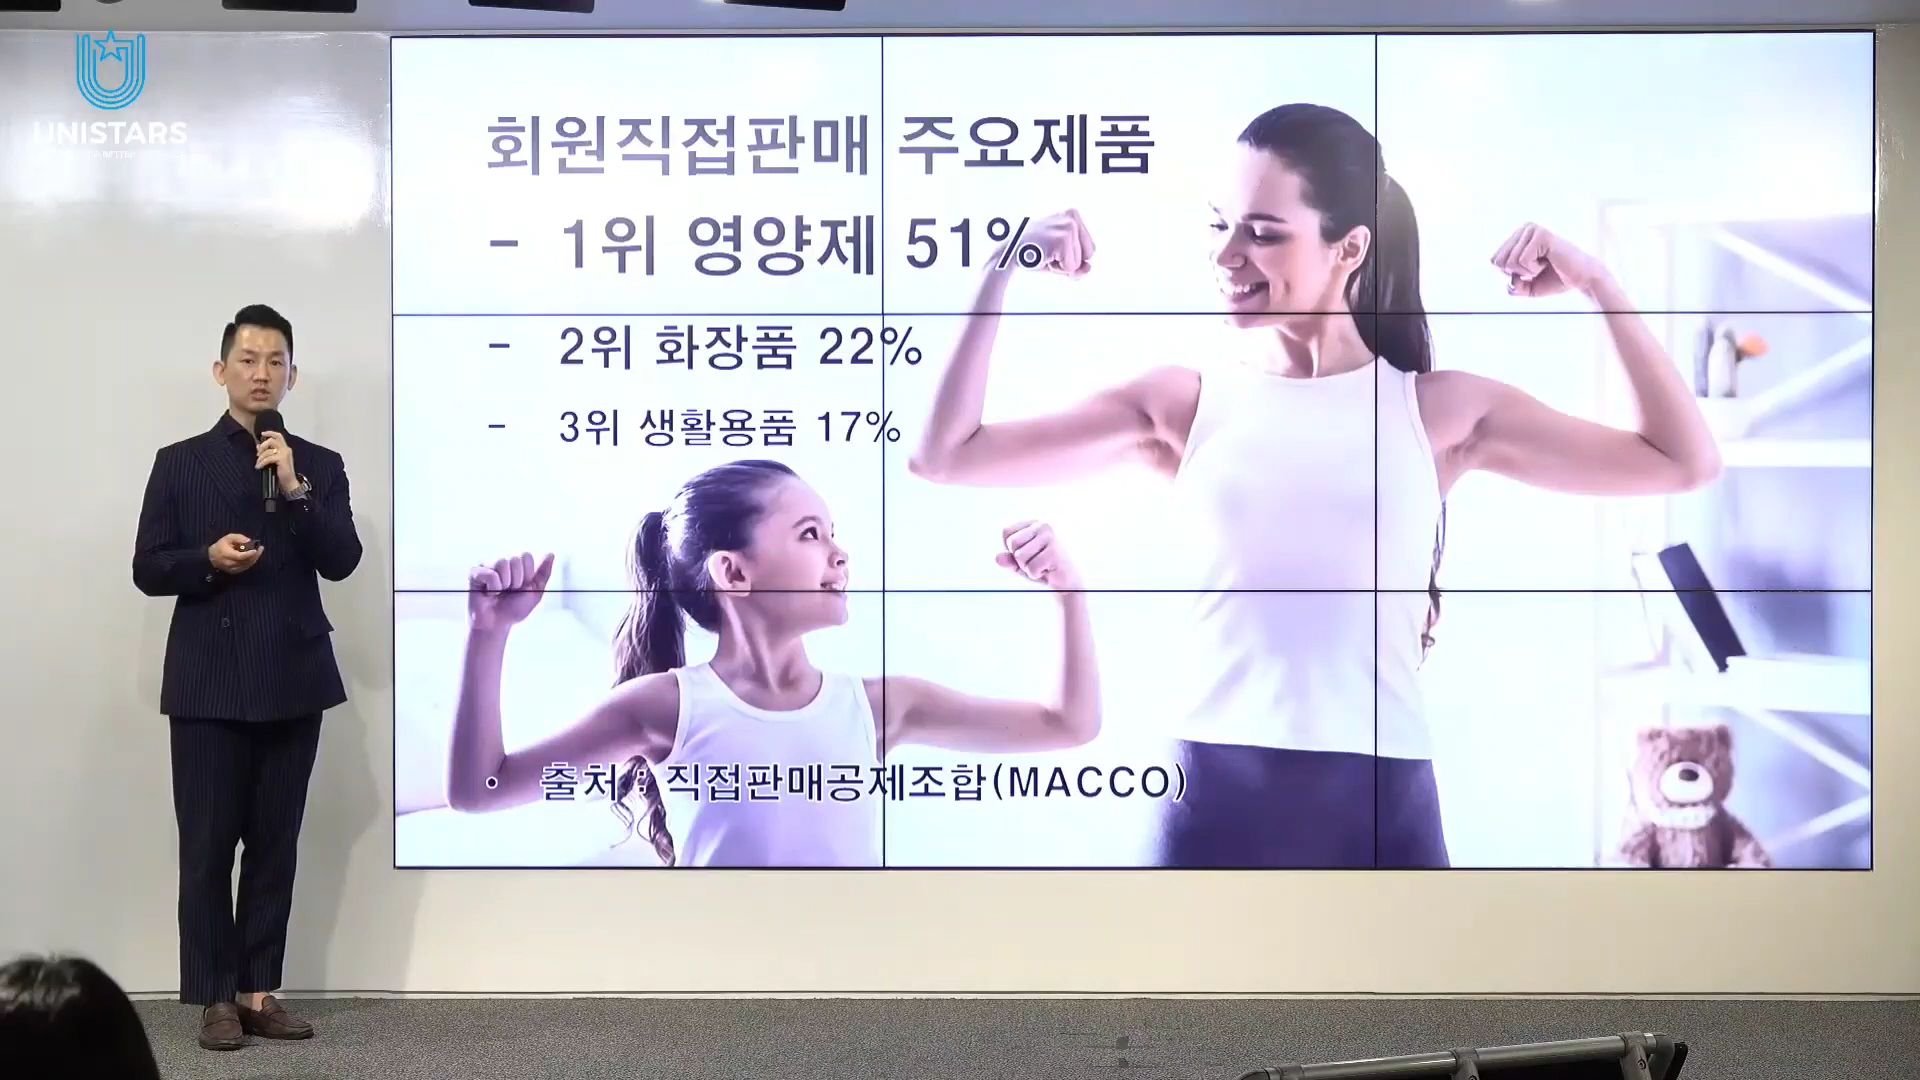 UNISTARS
회원직접판매 주요제품
- 1위 영양제 51%
- 2위 화장품 22%
- 3위 생활용품 17%
• 출처 : 직접판매공제조합(MACCO)